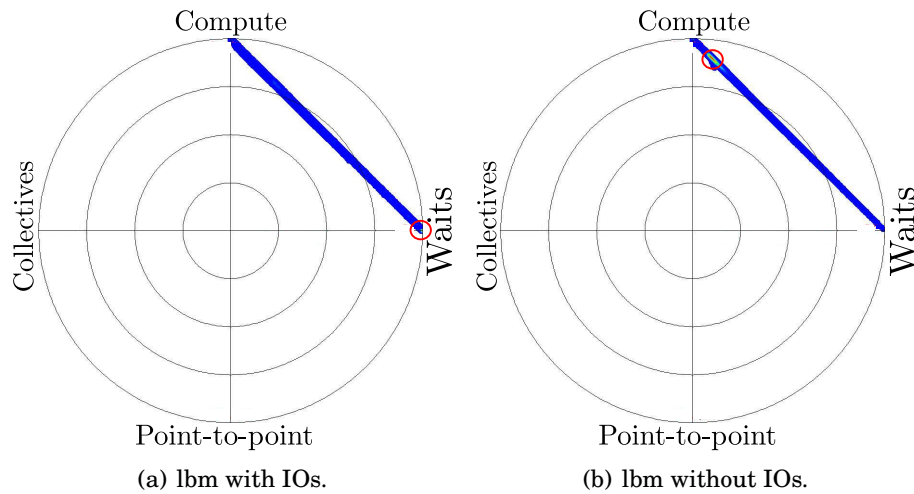 Compute
Collectives
Waits
Point-to-point
(a) lbm with IOs.
Compute
Collectives
Waits
Point-to-point
(b) lbm without IOs.